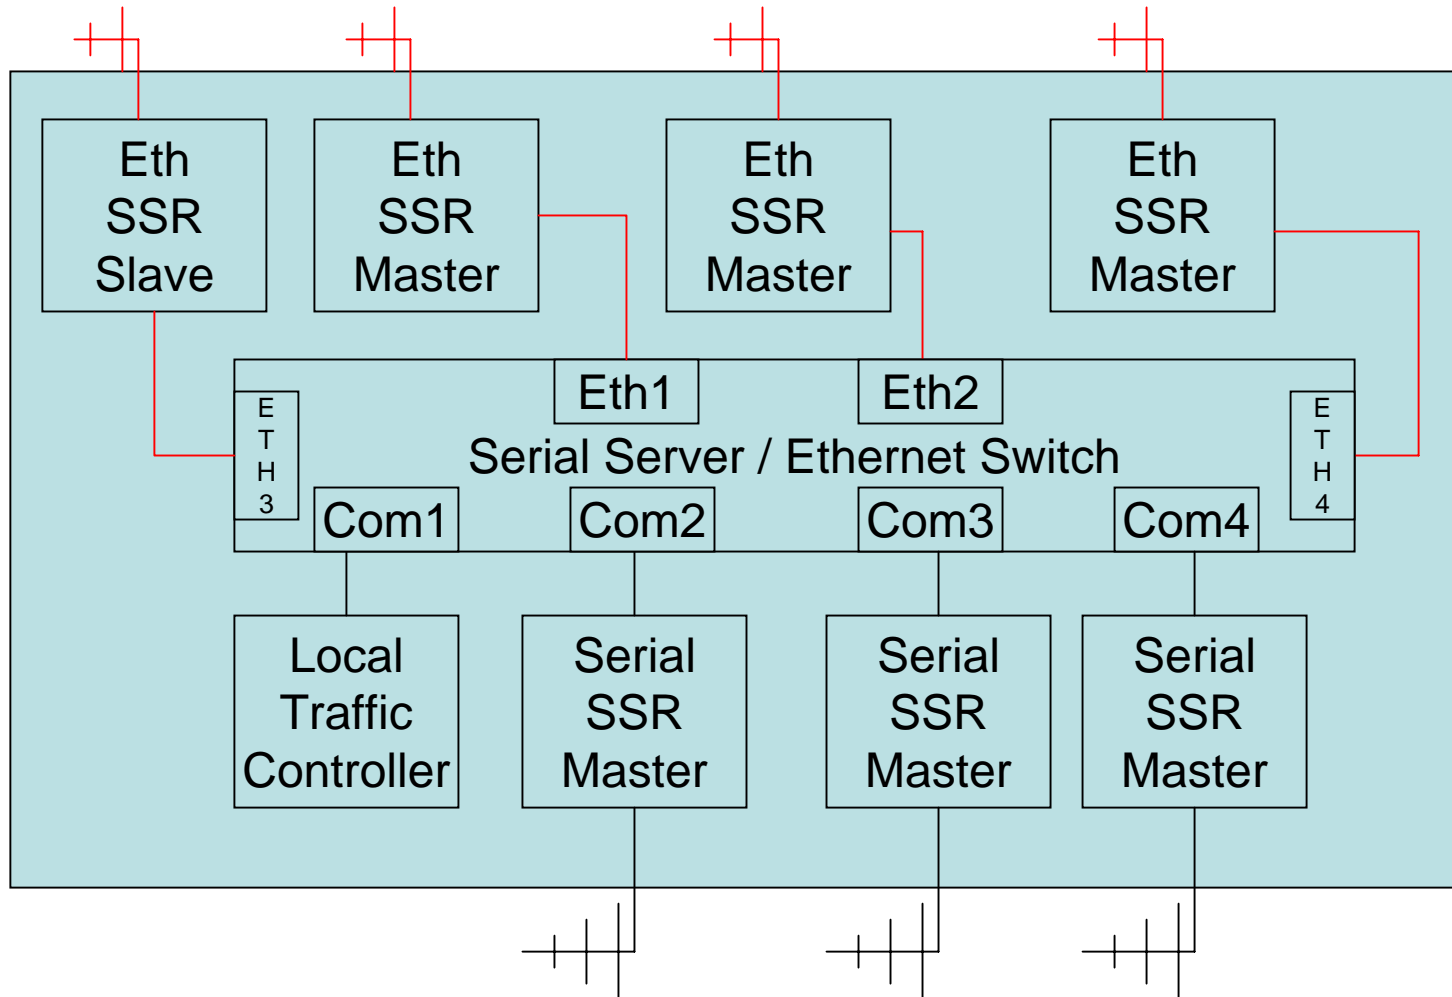 Eth
SSR
Slave
Eth
SSR
Master
Eth
SSR
Master
Eth
SSR
Master
Eth1
Eth2
E
T
H
3
Serial Server / Ethernet Switch
E
T
H
4
Com1
Com2
Com3
Com4
Local
Traffic
Controller
Serial
SSR
Master
Serial
SSR
Master
Serial
SSR
Master